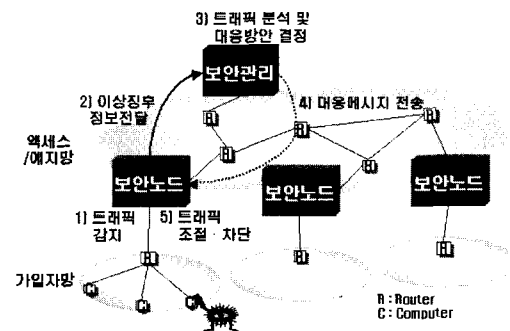 3) 트래픽 분석 및
대응방안 결정
보안관리
2) 이상징후
정보전달
4) 대응메시지 전송
R
R
R
R
R
액세스
/에지망
보안노드
보안노드
보안노드
1) 트래픽
감지
5) 트래픽
조절·차단
R
R
R
가입자망
C
C
C
R : Router
C : Computer